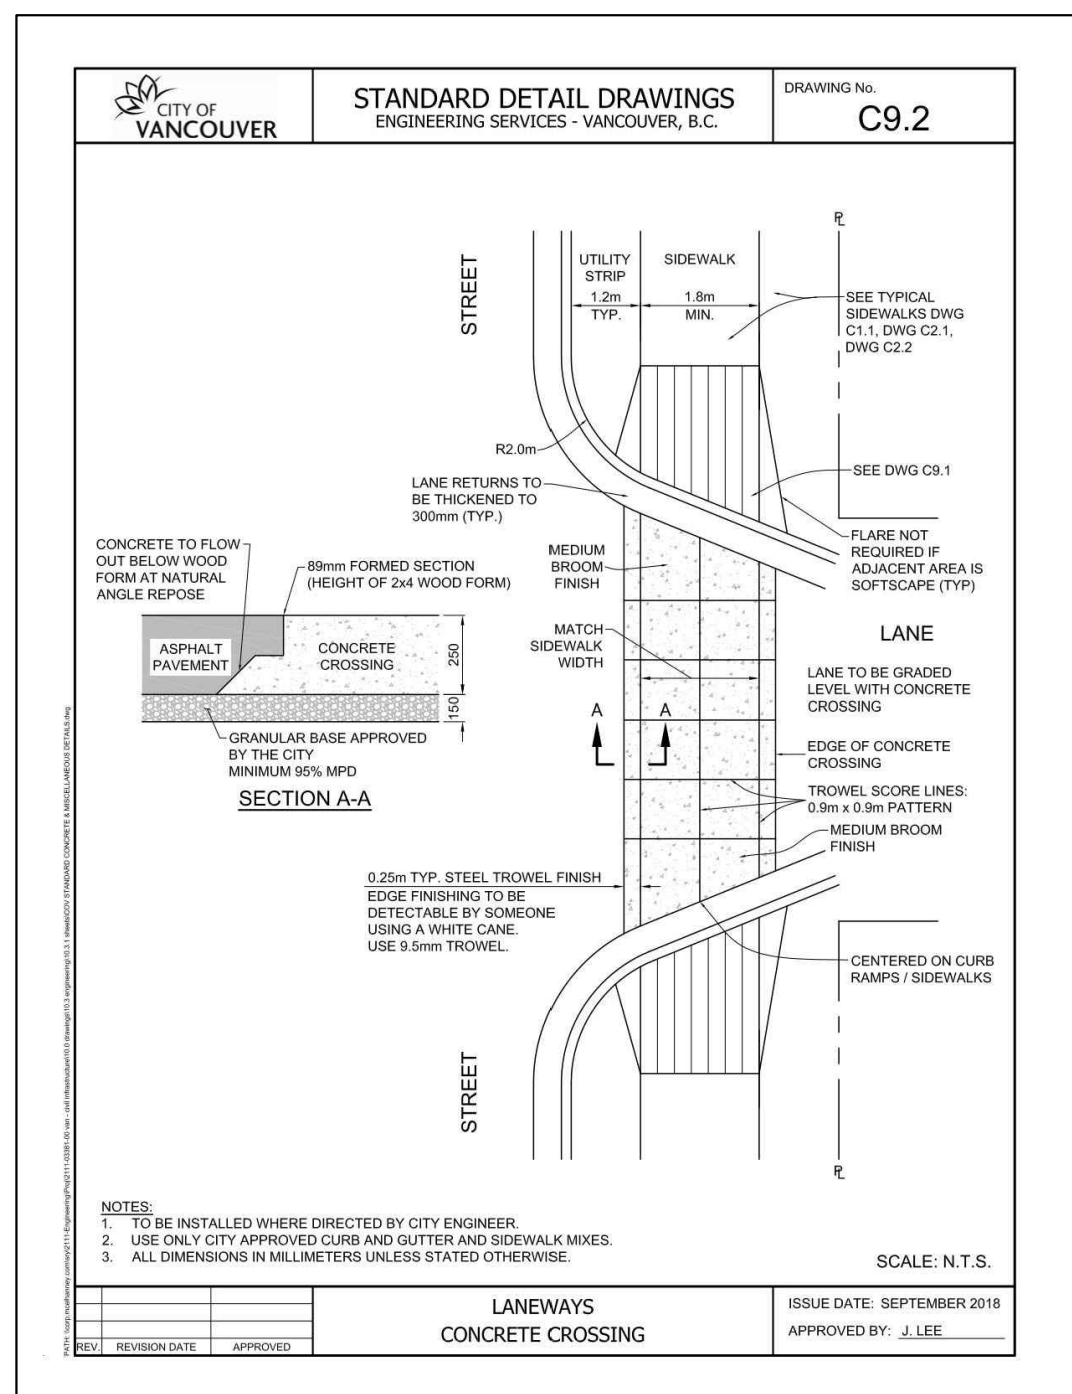 CITY OF
VANCOUVER
STANDARD DETAIL DRAWINGS
ENGINEERING SERVICES - VANCOUVER, B.C.
DRAWING No.
C9.2
STREET
UTILITY
STRIP
1.2m
TYP.
SIDEWALK
1.8m
MIN.
PL
SEE TYPICAL
SIDEWALKS DWG
C1.1, DWG C2.1,
DWG C2.2
R2.0m
SEE DWG C9.1
LANE RETURNS TO
BE THICKENED TO
300mm (TYP.)
FLARE NOT
REQUIRED IF
ADJACENT AREA IS
SOFTSCAPE (TYP)
CONCRETE TO FLOW
OUT BELOW WOOD
FORM AT NATURAL
ANGLE REPOSE
89mm FORMED SECTION
(HEIGHT OF 2x4 WOOD FORM)
MEDIUM
BROOM
FINISH
ASPHALT
PAVEMENT
CONCRETE
CROSSING
250
150
MATCH
SIDEWALK
WIDTH
LANE
LANE TO BE GRADED
LEVEL WITH CONCRETE
CROSSING
A
A
GRANULAR BASE APPROVED
BY THE CITY
MINIMUM 95% MPD
SECTION A-A
EDGE OF CONCRETE
CROSSING
TROWEL SCORE LINES:
0.9m x 0.9m PATTERN
MEDIUM BROOM
FINISH
0.25m TYP. STEEL TROWEL FINISH
EDGE FINISHING TO BE
DETECTABLE BY SOMEONE
USING A WHITE CANE.
USE 9.5mm TROWEL.
CENTERED ON CURB
RAMPS / SIDEWALKS
STREET
PL
NOTES:
1. TO BE INSTALLED WHERE DIRECTED BY CITY ENGINEER.
2. USE ONLY CITY APPROVED CURB AND GUTTER AND SIDEWALK MIXES.
3. ALL DIMENSIONS IN MILLIMETERS UNLESS STATED OTHERWISE.
SCALE: N.T.S.
REV. REVISION DATE APPROVED
LANEWAYS
CONCRETE CROSSING
ISSUE DATE: SEPTEMBER 2018
APPROVED BY: J. LEE